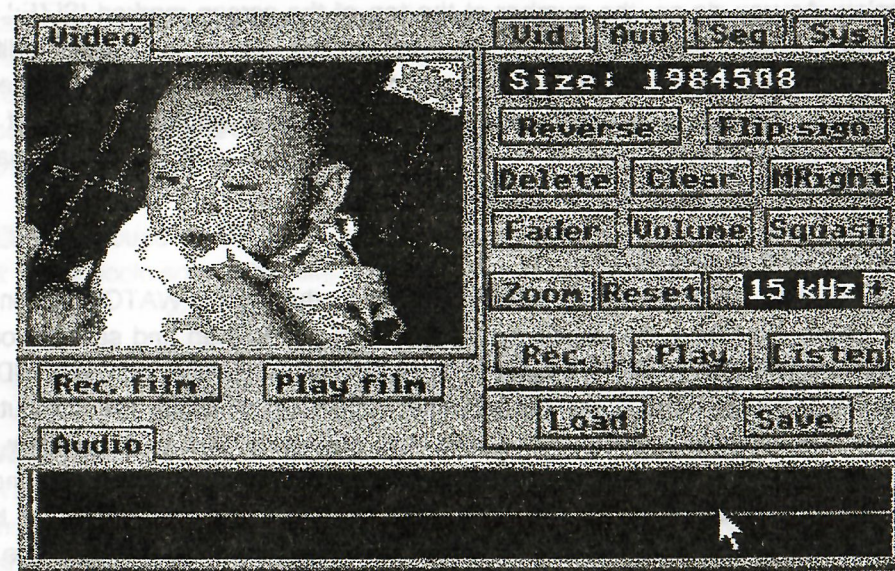 Video
Vid Aud Seq Sys
Size: 1984508
Reverse Flip sign
Delete Clear MRight
Fader Volume Squash
Zoom Reset - 15 kHz +
Rec. Play Listen
Rec. film Play film
Load Save
Audio